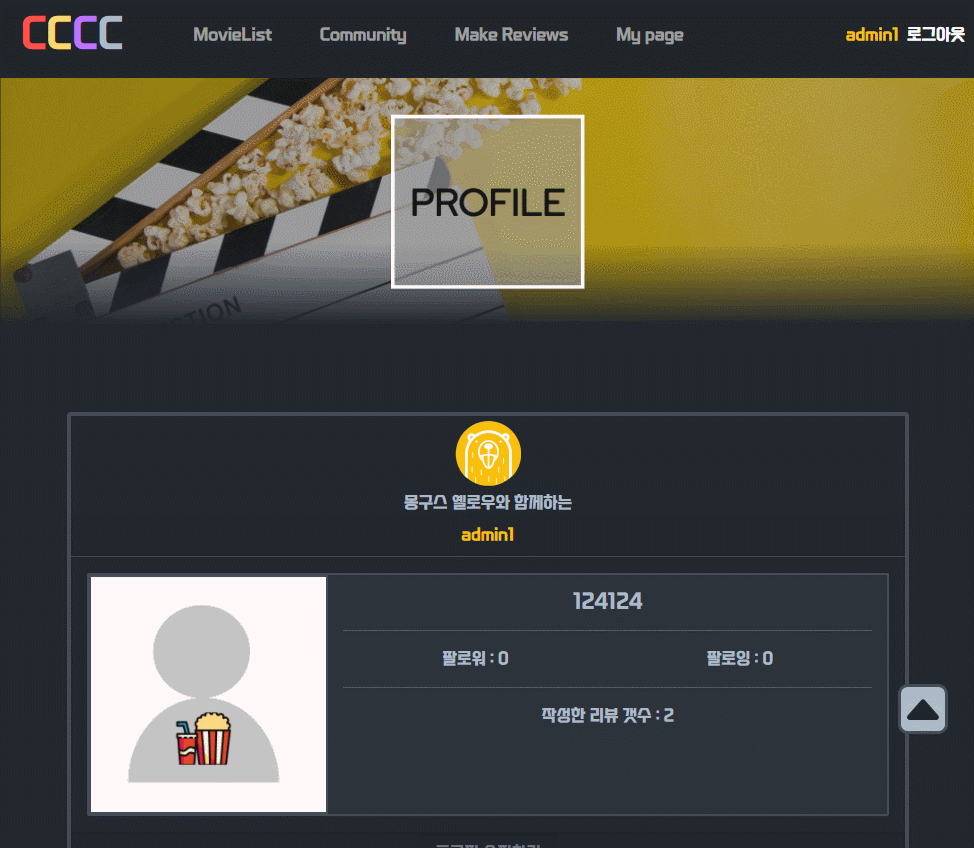 CCCC
MovieList
Community
Make Reviews
My page
admin1 로그아웃
PROFILE
몽구스 옐로우와 함께하는
admin1
124124
팔로워 : 0
팔로잉 : 0
작성한 리뷰 갯수 : 2